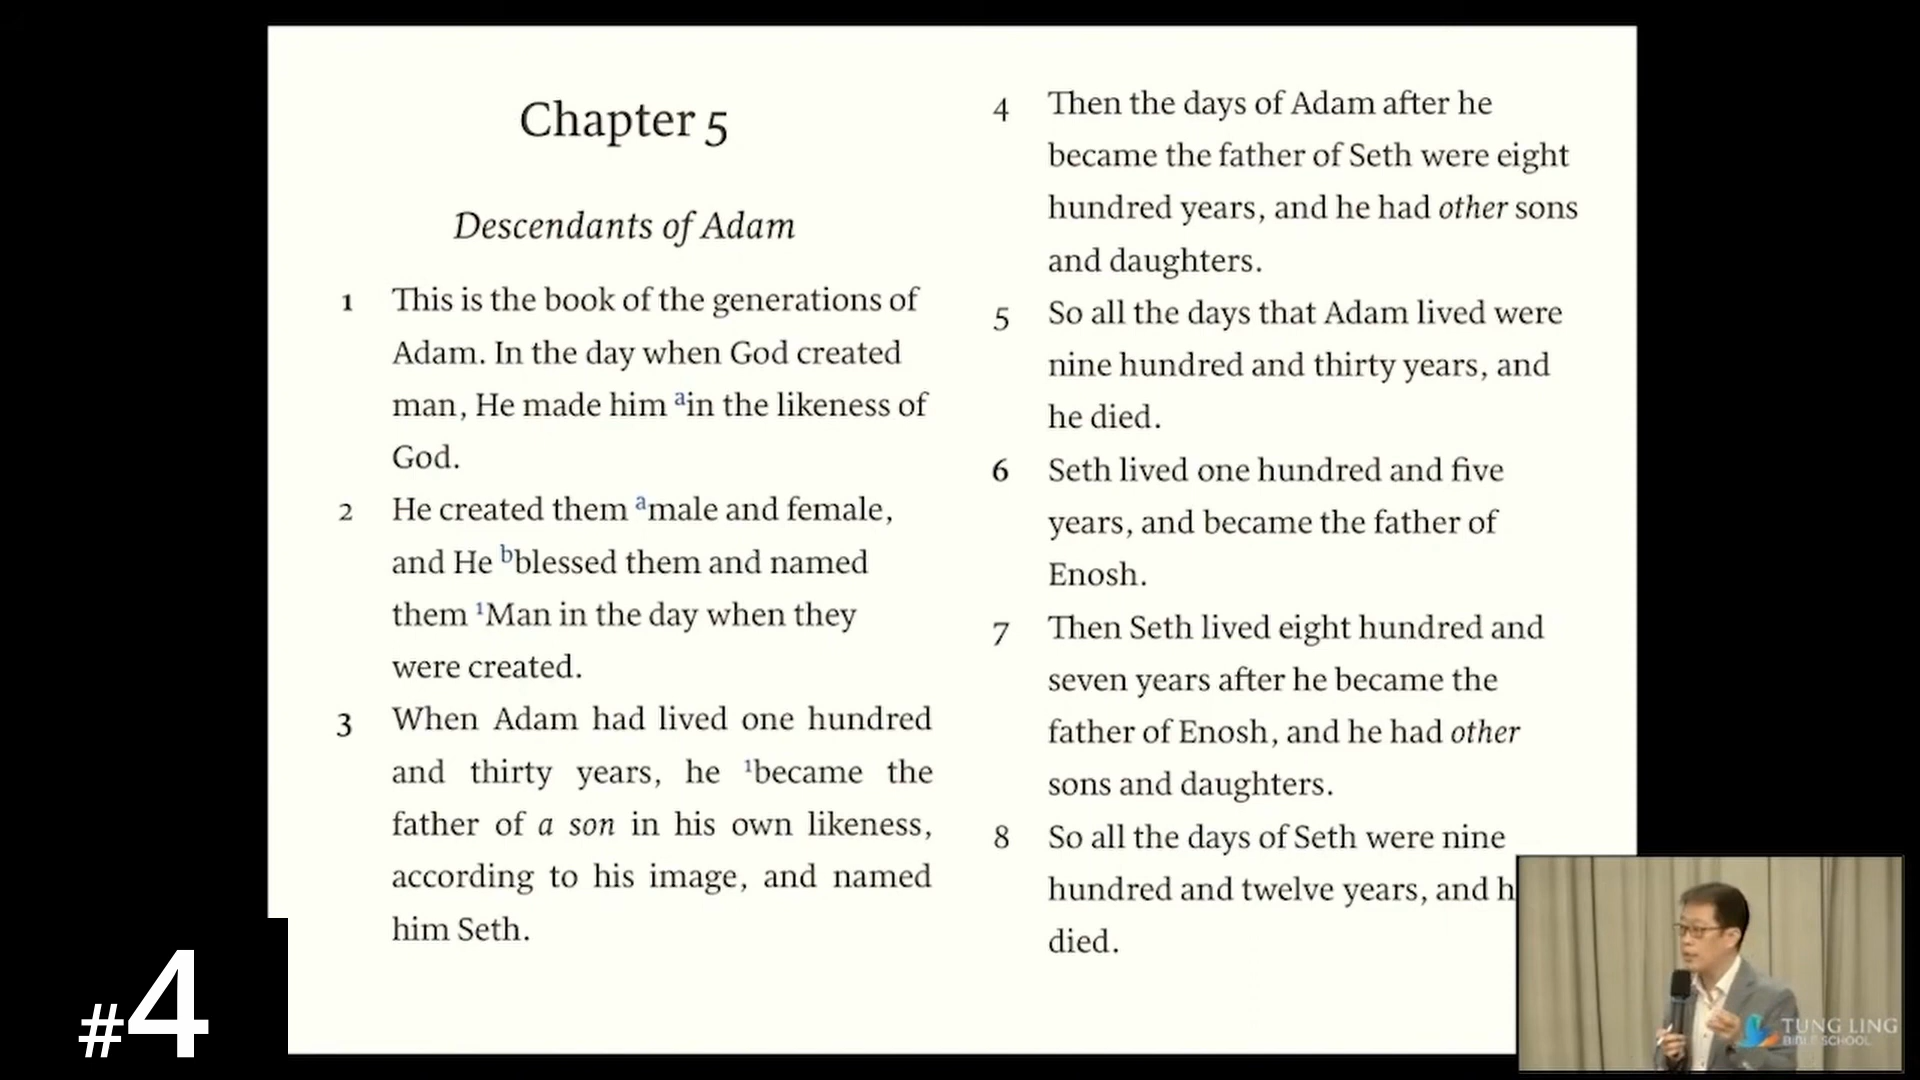 Chapter 5
Descendants of Adam
1 This is the book of the generations of
Adam. In the day when God created
man, He made him ain the likeness of
God.
2 He created them amale and female,
and He bblessed them and named
them 1Man in the day when they
were created.
3 When Adam had lived one hundred
and thirty years, he 1became the
father of a son in his own likeness,
according to his image, and named
him Seth.
4 Then the days of Adam after he
became the father of Seth were eight
hundred years, and he had other sons
and daughters.
5 So all the days that Adam lived were
nine hundred and thirty years, and
he died.
6 Seth lived one hundred and five
years, and became the father of
Enosh.
7 Then Seth lived eight hundred and
seven years after he became the
father of Enosh, and he had other
sons and daughters.
8 So all the days of Seth were nine
hundred and twelve years, and h
died.
#4
TUNG LING
BIBLE SCHOOL